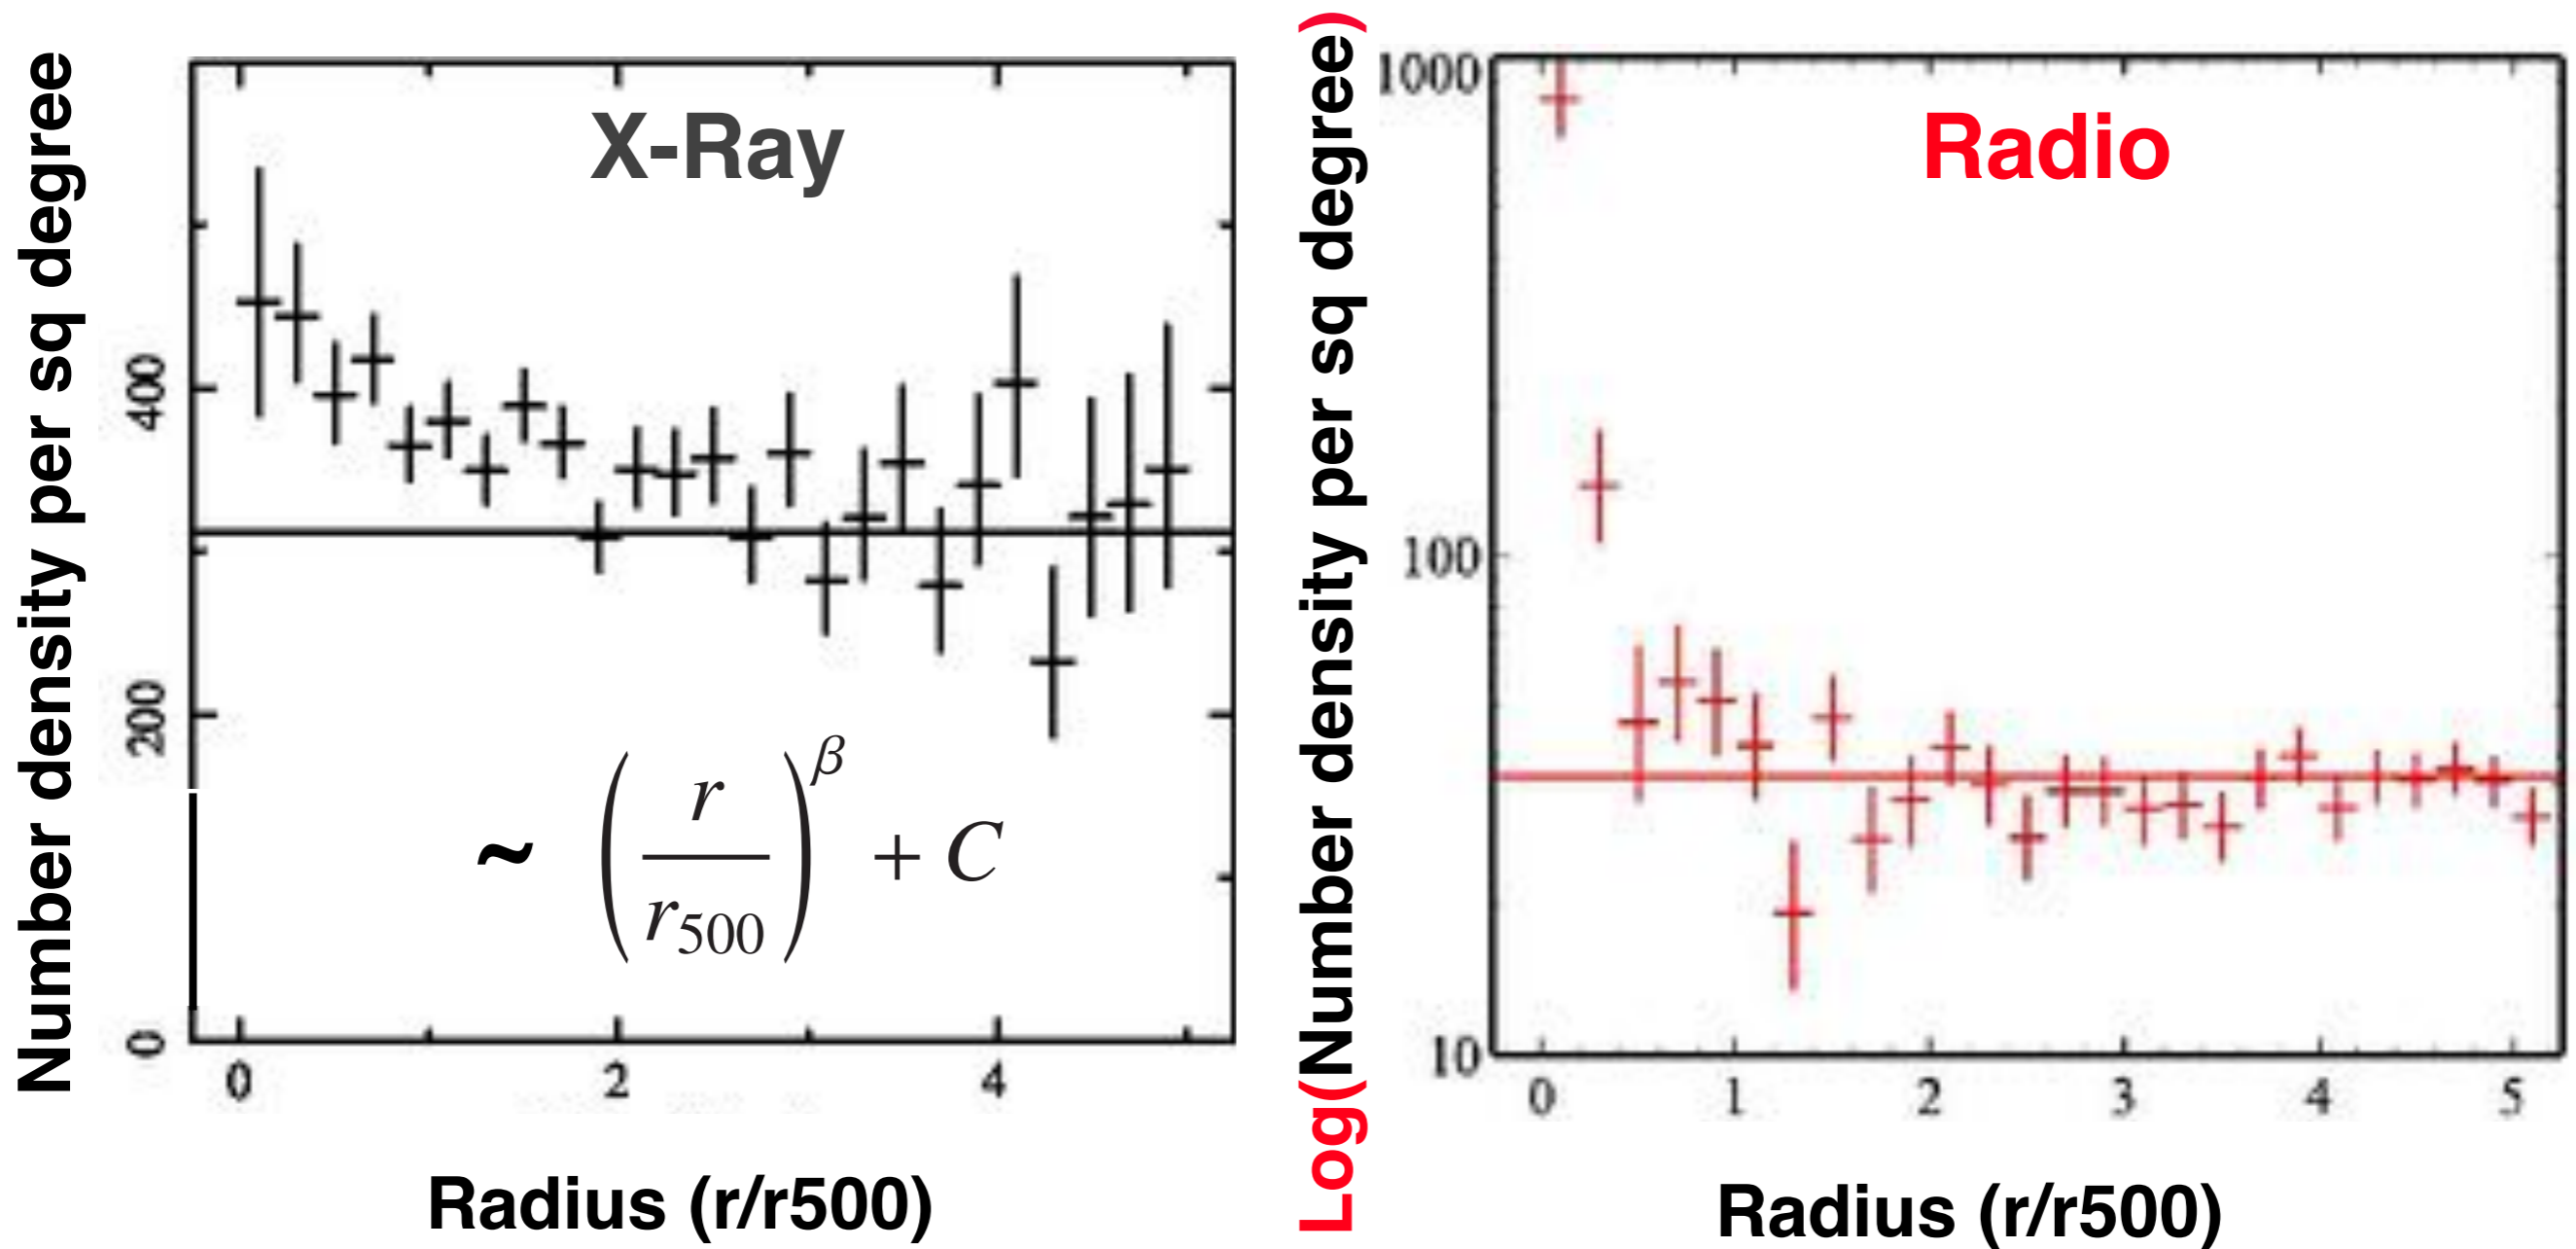 Number density per sq degree
X-Ray
400
200
0
~ (r/r500)^β + C
0 2 4
Radius (r/r500)
Log(Number density per sq degree)
Radio
1000
100
10
0 1 2 3 4 5
Radius (r/r500)